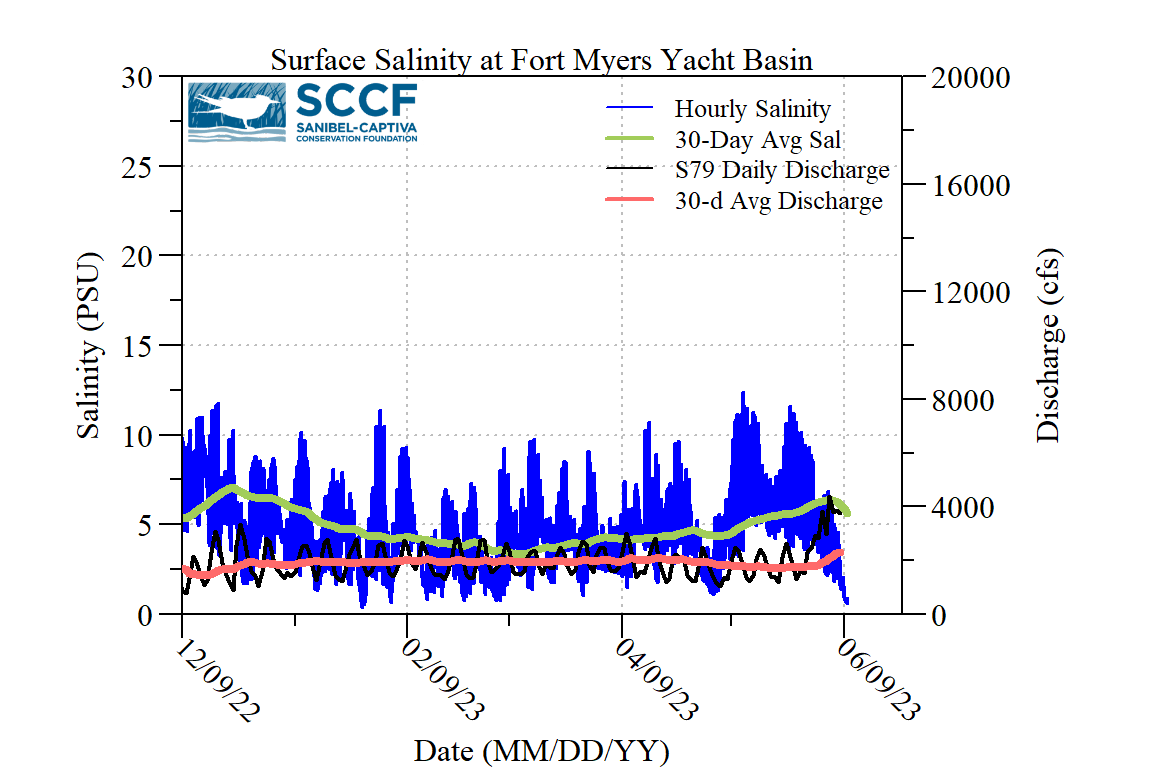 Surface Salinity at Fort Myers Yacht Basin
SCCF
SANIBEL-CAPTIVA
CONSERVATION FOUNDATION
Hourly Salinity
30-Day Avg Sal
S79 Daily Discharge
30-d Avg Discharge
30
25
20
15
10
5
0
Salinity (PSU)
20000
16000
12000
8000
4000
0
Discharge (cfs)
12/09/22
02/09/23
04/09/23
06/09/23
Date (MM/DD/YY)